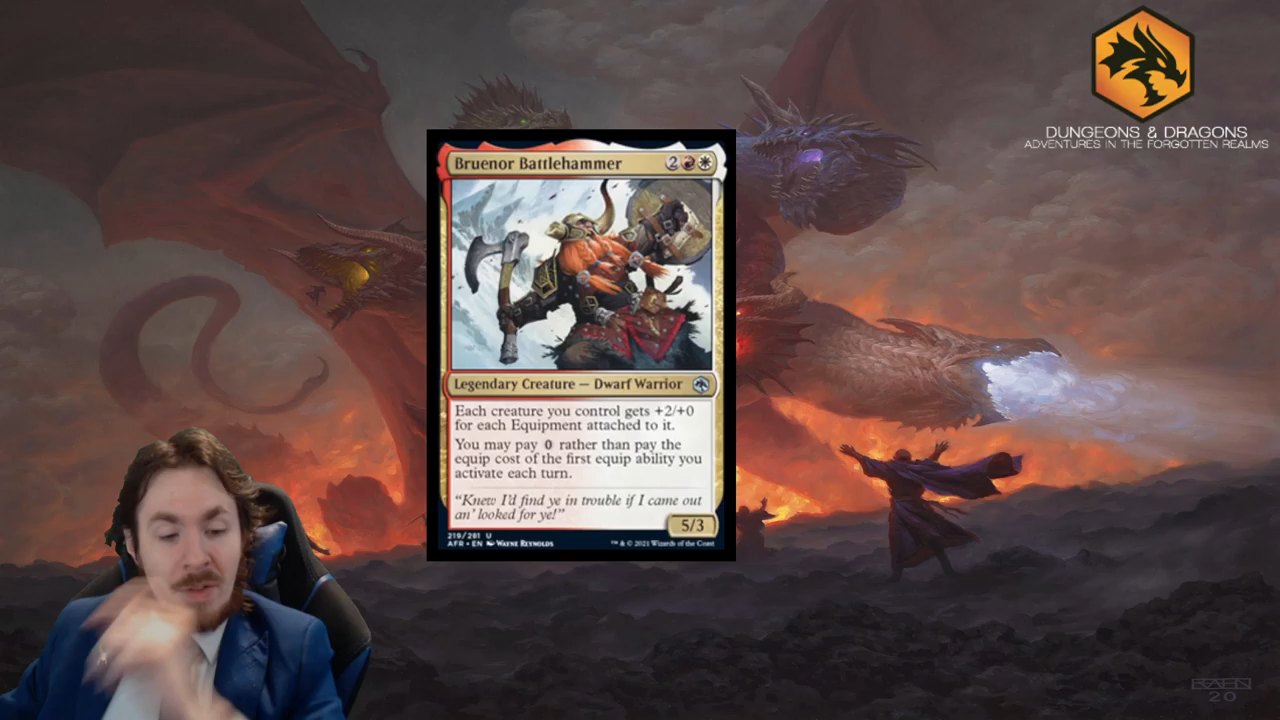 DUNGEONS & DRAGONS
ADVENTURES IN THE FORGOTTEN REALMS
Bruenor Battlehammer 2
Legendary Creature — Dwarf Warrior
Each creature you control gets +2/+0
for each Equipment attached to it.
You may pay 0 rather than pay the
equip cost of the first equip ability you
activate each turn.
"Knew I'd find ye in trouble if I came out
an' looked for ye!"
5/3
219/281 U
AFR • EN WAYNE REYNOLDS
™ & © 2021 Wizards of the Coast
RAHN
20